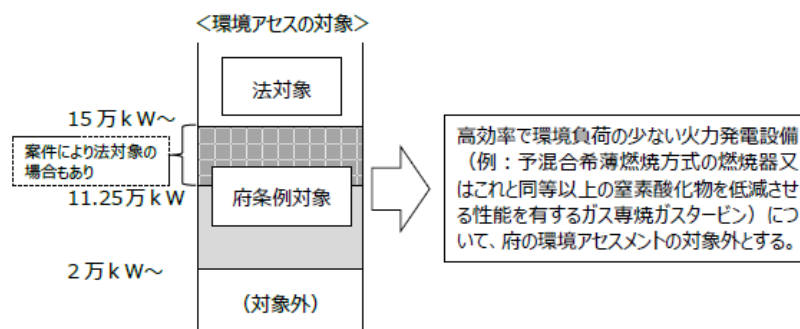 ＜環境アセスの対象＞
法対象
15万ｋＷ～
案件により法対象の
場合もあり
11.25万ｋＷ
府条例対象
２万ｋＷ～
（対象外）
高効率で環境負荷の少ない火力発電設備
（例：予混合希薄燃焼方式の燃焼器又
はこれと同等以上の窒素酸化物を低減させ
る性能を有するガス専焼ガスタービン）につ
いて、府の環境アセスメントの対象外とする。